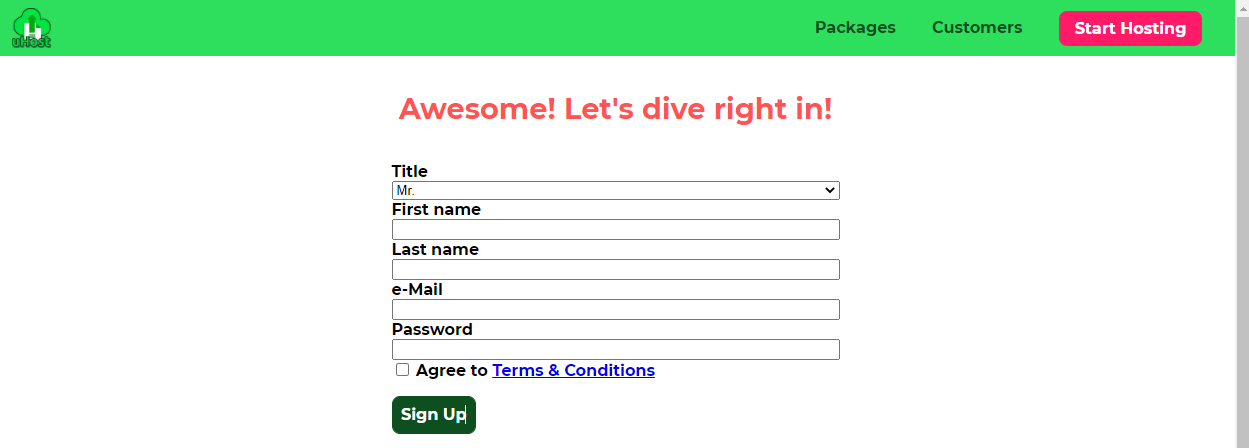 uHost
Packages
Customers
Start Hosting
Awesome! Let's dive right in!
Title
Mr.
First name
Last name
e-Mail
Password
Agree to Terms & Conditions
Sign Up